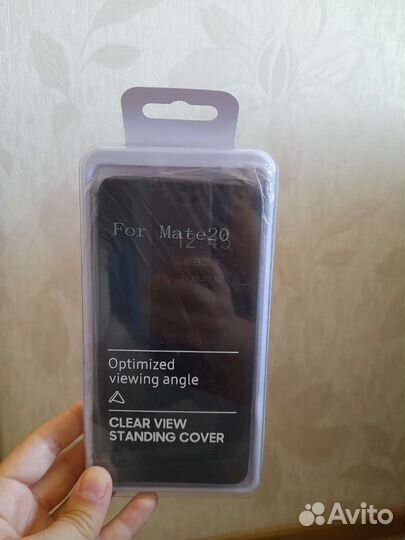 For Mate20
12:45
Optimized
viewing angle
CLEAR VIEW
STANDING COVER
Avito